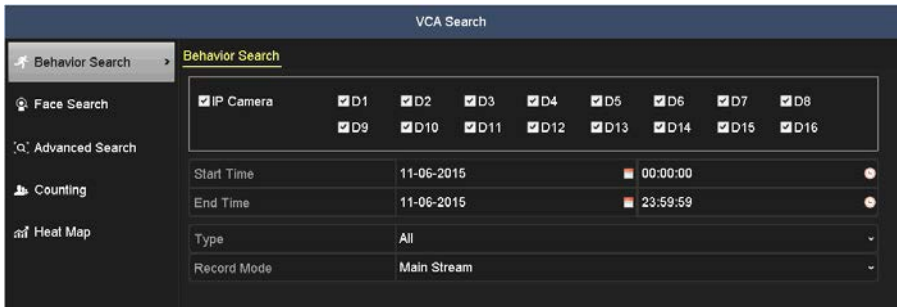 VCA Search
Behavior Search
Face Search
Advanced Search
Counting
Heat Map
Behavior Search
IP Camera D1 D2 D3 D4 D5 D6 D7 D8
D9 D10 D11 D12 D13 D14 D15 D16
Start Time 11-06-2015 00:00:00
End Time 11-06-2015 23:59:59
Type All
Record Mode Main Stream